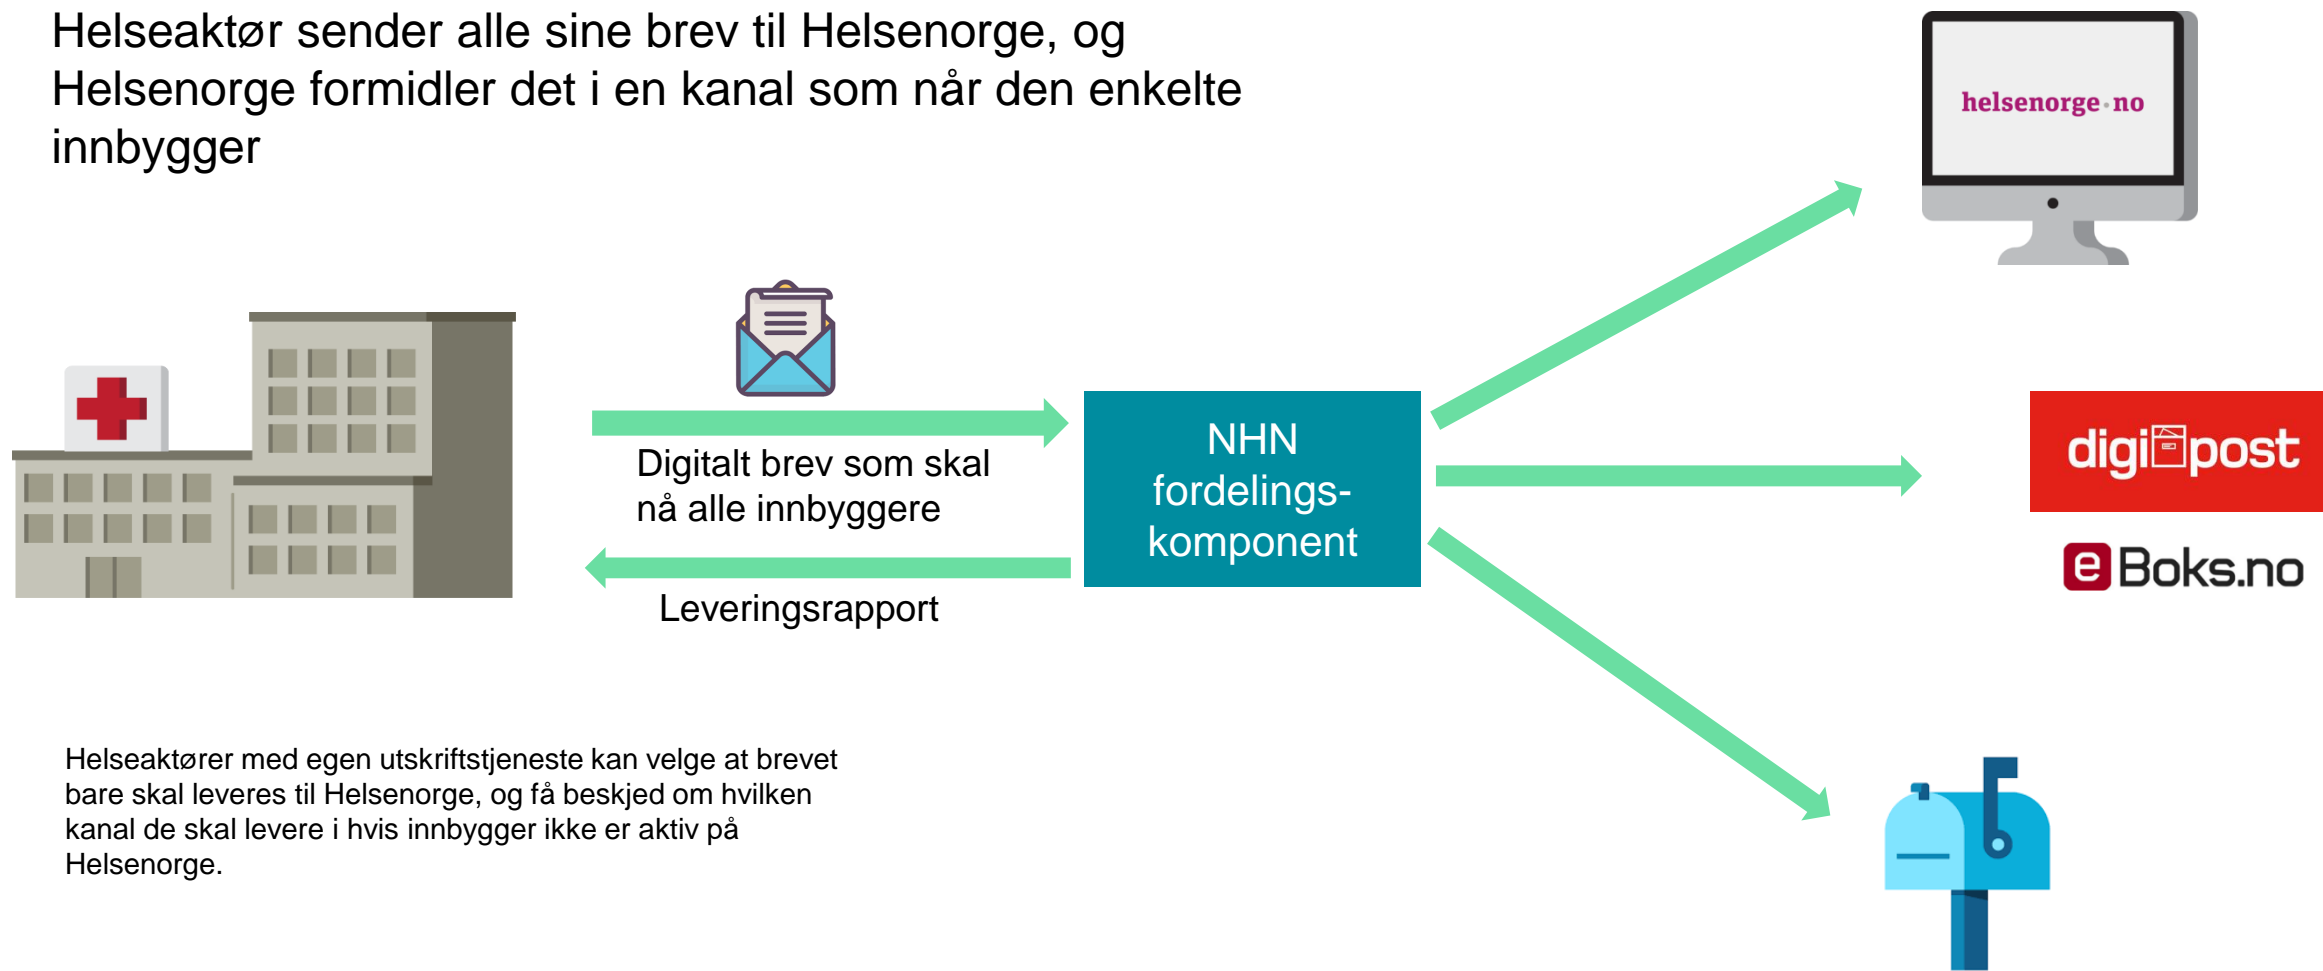 Helseaktør sender alle sine brev til Helsenorge, og
Helsenorge formidler det i en kanal som når den enkelte
innbygger
helsenorge.no
Digitalt brev som skal
nå alle innbyggere
Leveringsrapport
NHN
fordelings-
komponent
digipost
eBoks.no
Helseaktører med egen utskriftstjeneste kan velge at brevet
bare skal leveres til Helsenorge, og få beskjed om hvilken
kanal de skal levere i hvis innbygger ikke er aktiv på
Helsenorge.